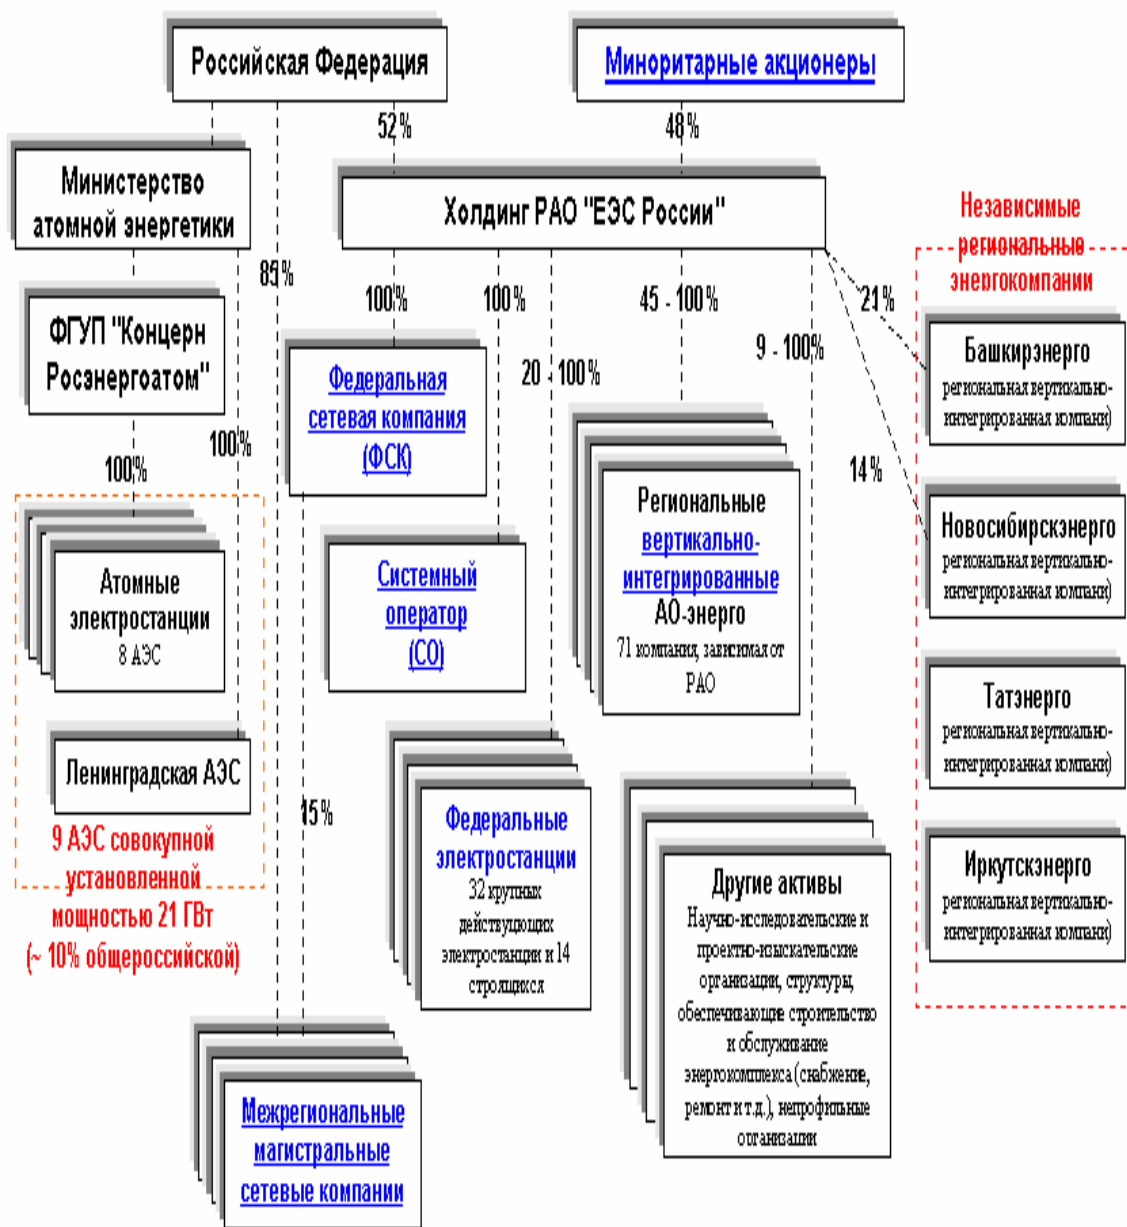 Российская Федерация
Миноритарные акционеры
52%
48%
Министерство
атомной энергетики
Холдинг РАО "ЕЭС России"
Независимые
региональные
энергокомпании
85%
100%
100%
45 - 100%
21%
ФГУП "Концерн
Росэнергоатом"
Федеральная
сетевая компания
(ФСК)
20 - 100%
9 - 100%
Башкирэнерго
региональная вертикально-
интегрированная компани)
100%
100%
14%
Атомные
электростанции
8 АЭС
Системный
оператор
(СО)
Региональные
вертикально-
интегрированные
АО-энерго
71 компания, зависимая от
РАО
Новосибирскэнерго
региональная вертикально-
интегрированная компани)
Ленинградская АЭС
Татэнерго
региональная вертикально-
интегрированная компани)
15%
9 АЭС совокупной
установленной
мощностью 21 ГВт
(~ 10% общероссийской)
Федеральные
электростанции
32 крупных
действующих
электростанции и 14
строящихся
Другие активы
Научно-исследовательские и
проектно-изыскательские
организации, структуры,
обеспечивающие строительство
и обслуживание
энергокомплекса (снабжение,
ремонт и т.д.), непрофильные
организации
Иркутскэнерго
региональная вертикально-
интегрированная компани)
Межрегиональные
магистральные
сетевые компании